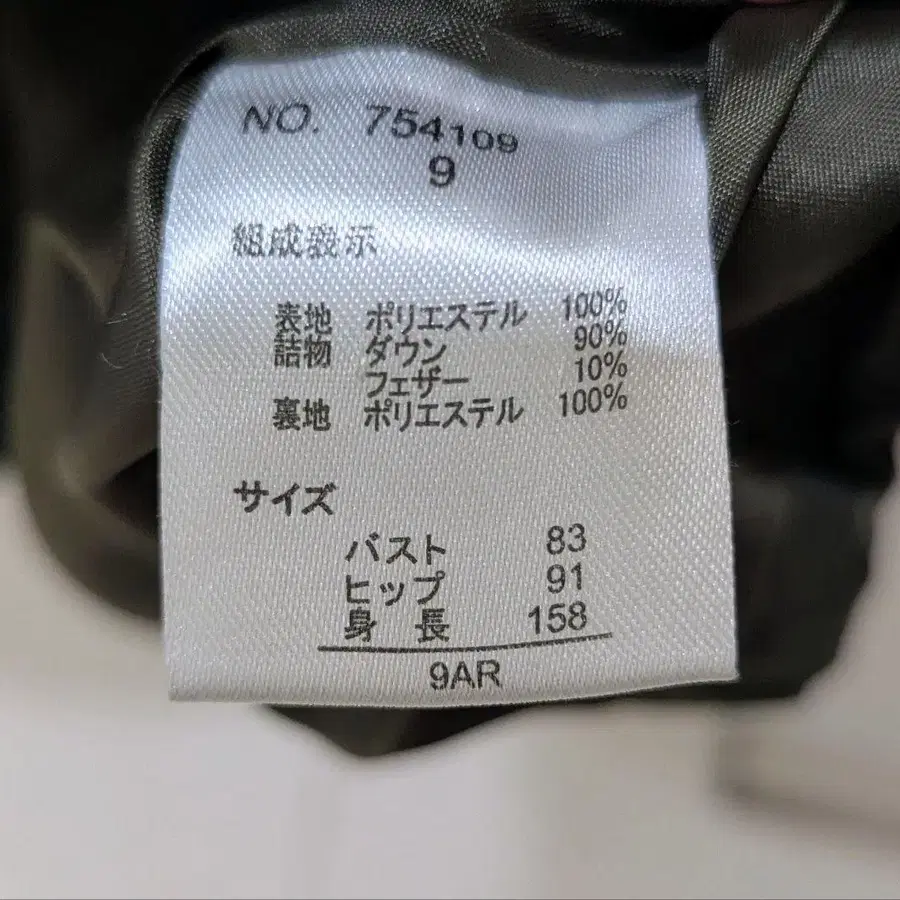 NO. 754109
9
組成表示
表地 ポリエステル 100%
詰物 ダウン 90%
フェザー 10%
裏地 ポリエステル 100%
サイズ
バスト 83
ヒップ 91
身長 158
9AR